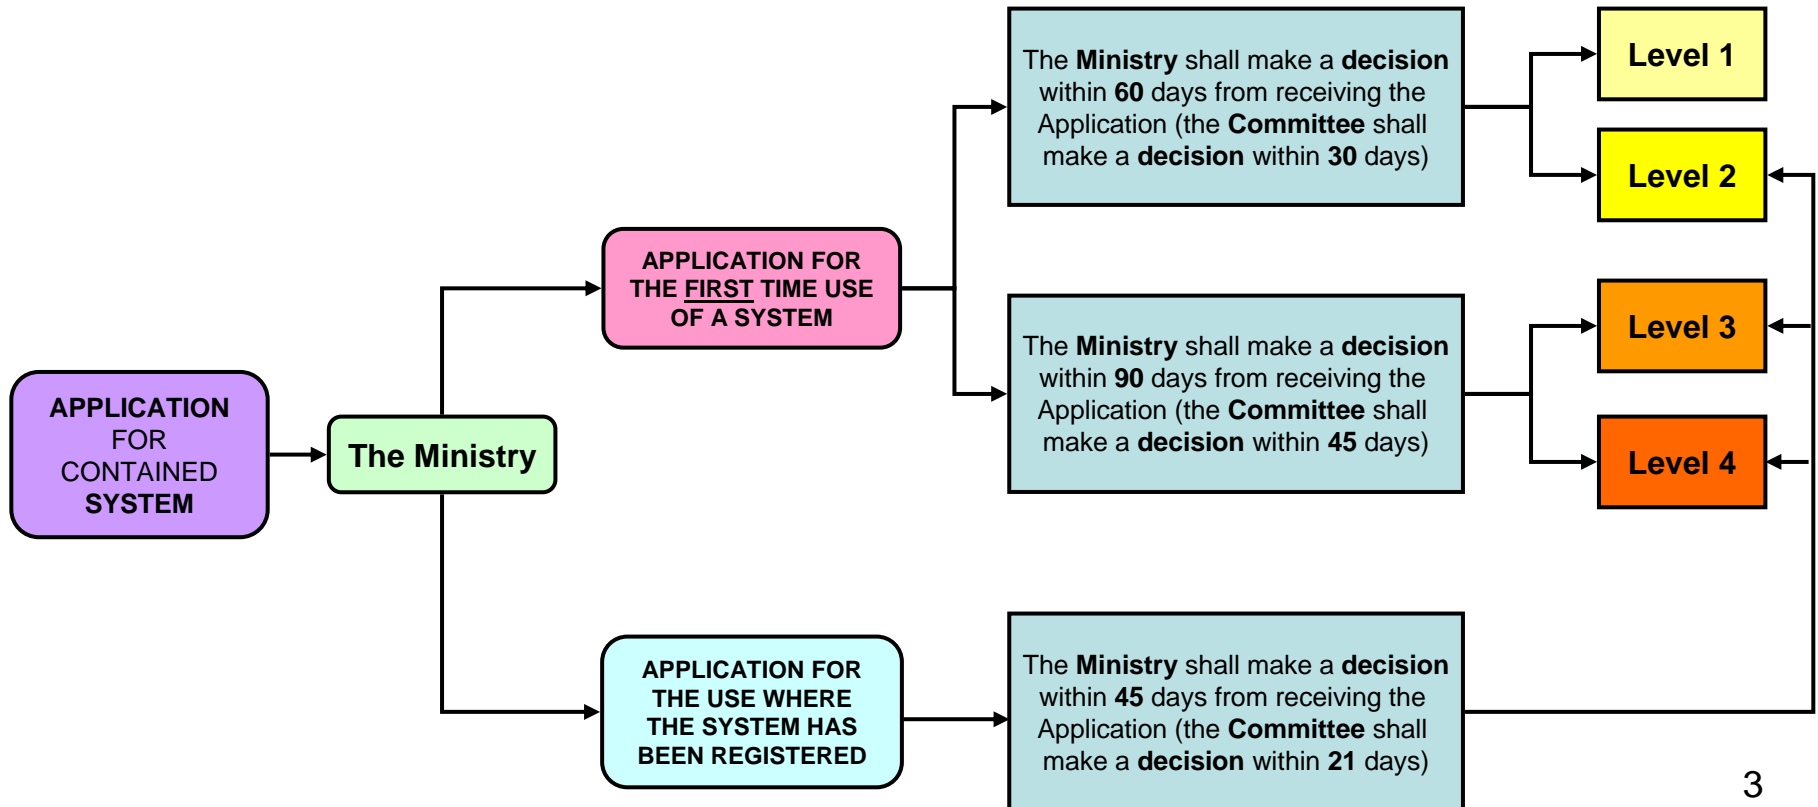 APPLICATION
FOR
CONTAINED
SYSTEM
The Ministry
APPLICATION FOR
THE FIRST TIME USE
OF A SYSTEM
APPLICATION FOR
THE USE WHERE
THE SYSTEM HAS
BEEN REGISTERED
The Ministry shall make a decision
within 60 days from receiving the
Application (the Committee shall
make a decision within 30 days)
The Ministry shall make a decision
within 90 days from receiving the
Application (the Committee shall
make a decision within 45 days)
The Ministry shall make a decision
within 45 days from receiving the
Application (the Committee shall
make a decision within 21 days)
Level 1
Level 2
Level 3
Level 4
3